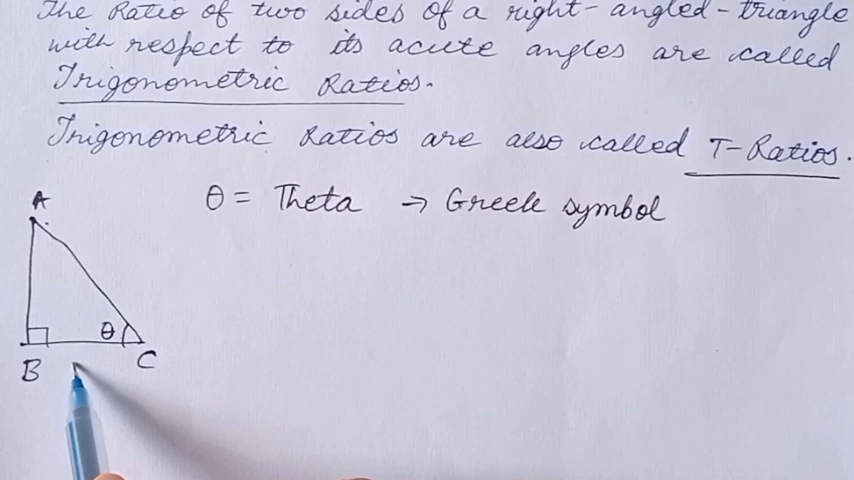 The Ratio of two sides of a right-angled-triangle
with respect to its acute angles are called
Trigonometric Ratios.
Trigonometric Ratios are also called T-Ratios.
θ = Theta → Greek symbol
A
θ
B C